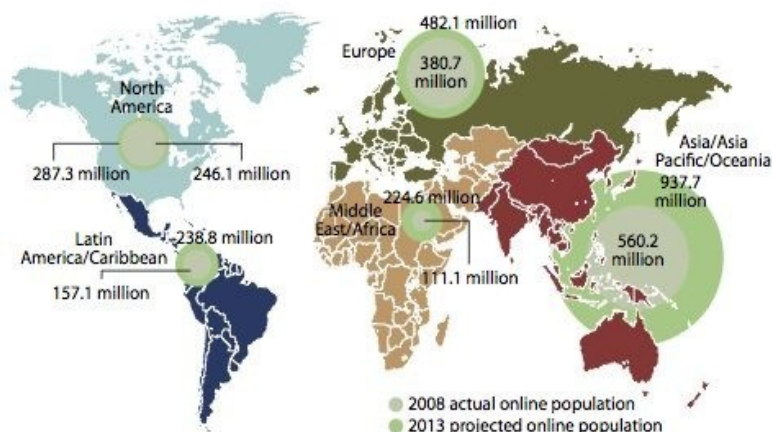 482.1 million
Europe
380.7
million
North
America
287.3 million
246.1 million
Asia/Asia
Pacific/Oceania
937.7
million
560.2
million
224.6 million
Middle
East/Africa
111.1 million
Latin
America/Caribbean
238.8 million
157.1 million
2008 actual online population
2013 projected online population